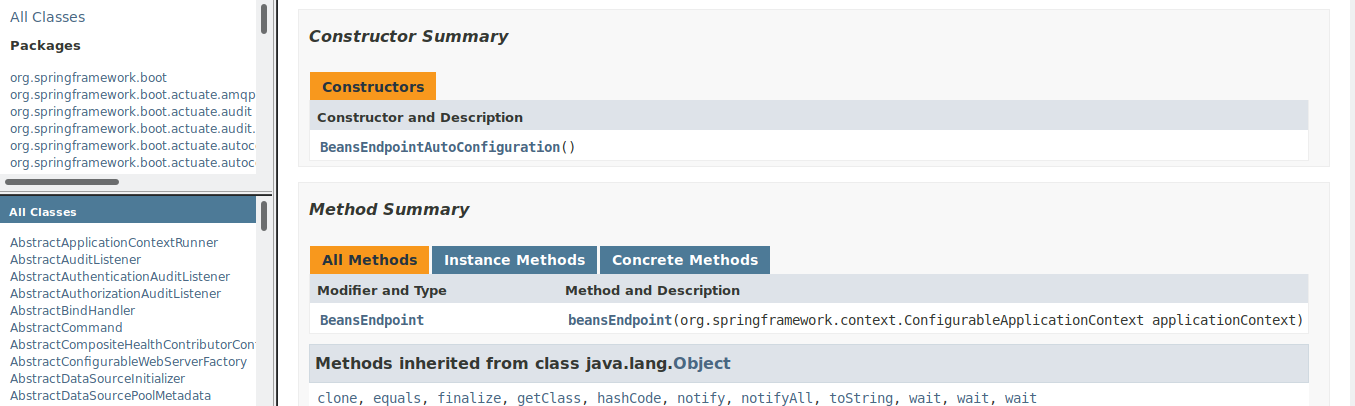 All Classes
Packages
org.springframework.boot
org.springframework.boot.actuate.amqp
org.springframework.boot.actuate.audit
org.springframework.boot.actuate.audit.
org.springframework.boot.actuate.autoc
org.springframework.boot.actuate.autoc
All Classes
AbstractApplicationContextRunner
AbstractAuditListener
AbstractAuthenticationAuditListener
AbstractAuthorizationAuditListener
AbstractBindHandler
AbstractCommand
AbstractCompositeHealthContributorCon
AbstractConfigurableWebServerFactory
AbstractDataSourceInitializer
AbstractDataSourcePoolMetadata
Constructor Summary
Constructors
Constructor and Description
BeansEndpointAutoConfiguration()
Method Summary
All Methods Instance Methods Concrete Methods
Modifier and Type Method and Description
BeansEndpoint beansEndpoint(org.springframework.context.ConfigurableApplicationContext applicationContext)
Methods inherited from class java.lang.Object
clone, equals, finalize, getClass, hashCode, notify, notifyAll, toString, wait, wait, wait